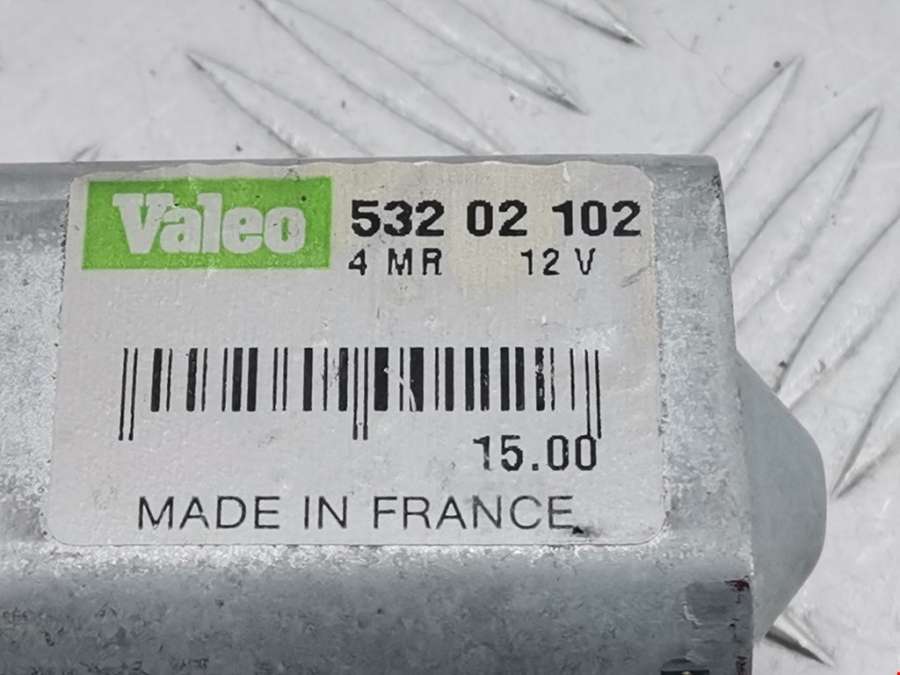 Valeo 532 02 102
4 MR 12 V
15.00
MADE IN FRANCE